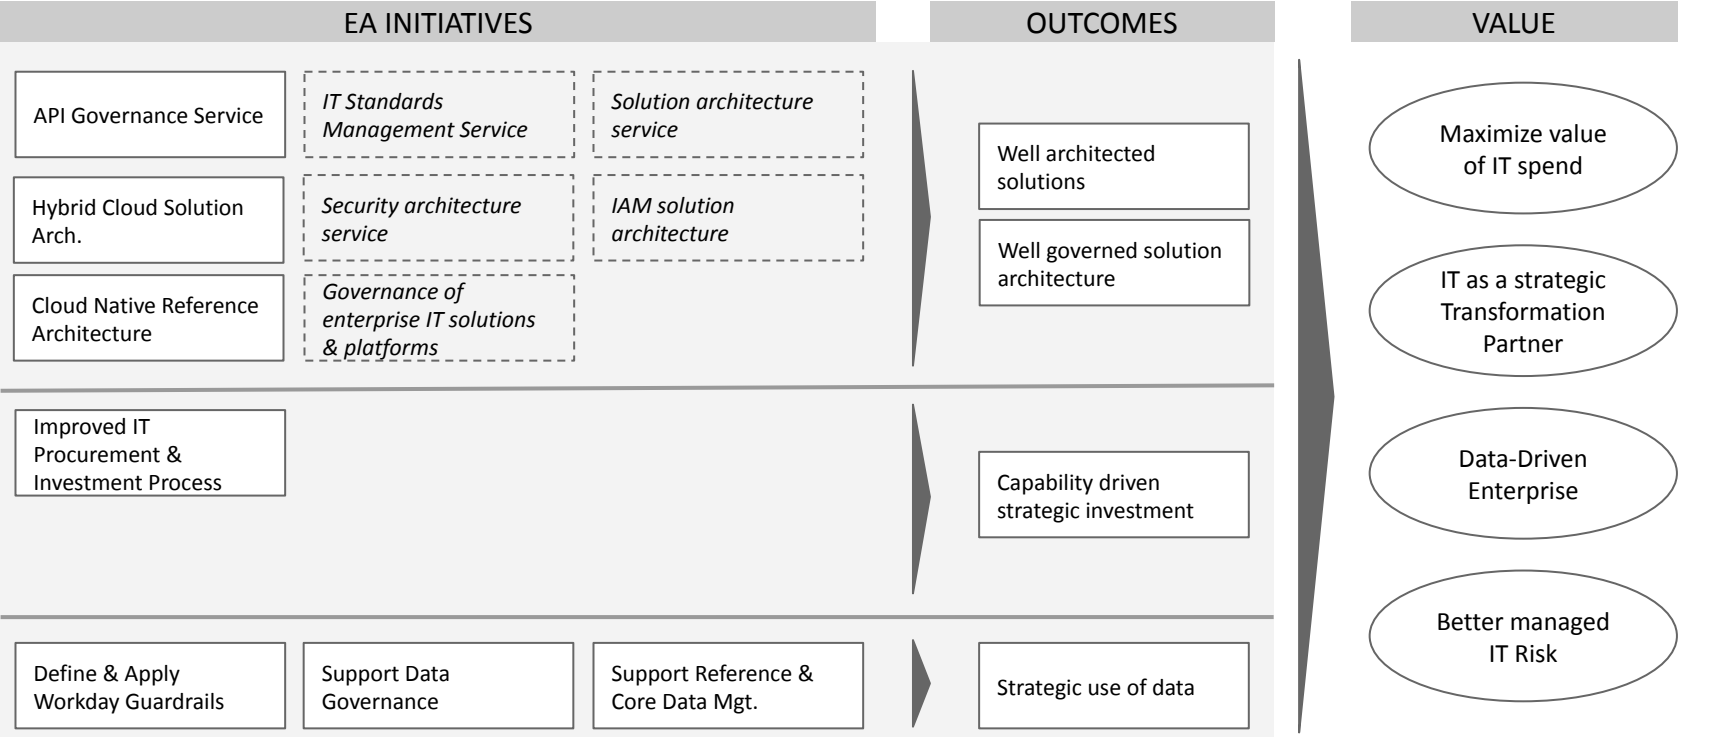 EA INITIATIVES
OUTCOMES
VALUE
API Governance Service
IT Standards
Management Service
Solution architecture
service
Hybrid Cloud Solution
Arch.
Security architecture
service
IAM solution
architecture
Cloud Native Reference
Architecture
Governance of
enterprise IT solutions
& platforms
Well architected
solutions
Well governed solution
architecture
Improved IT
Procurement &
Investment Process
Capability driven
strategic investment
Define & Apply
Workday Guardrails
Support Data
Governance
Support Reference &
Core Data Mgt.
Strategic use of data
Maximize value
of IT spend
IT as a strategic
Transformation
Partner
Data-Driven
Enterprise
Better managed
IT Risk